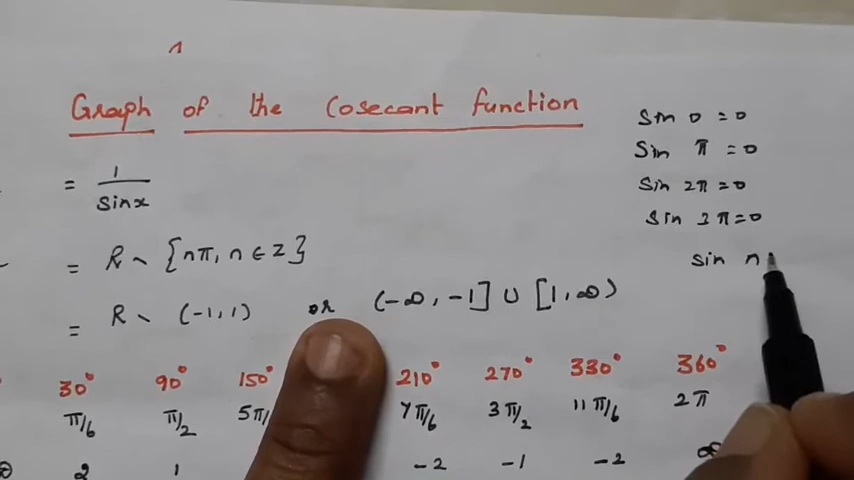 Graph of the Cosecant function
= 1/sinx
= R ∖ {nπ, n ∈ Z}
= R ∖ (-1,1) or (-∞, -1] ∪ [1, ∞)
Sin 0 = 0
Sin π = 0
Sin 2π = 0
Sin 3π = 0
sin n
30° 90° 150° 210° 270° 330° 360°
π/6 π/2 5π/ 7π/6 3π/2 11π/6 2π
∞ 2 1 -2 -1 -2 ∞